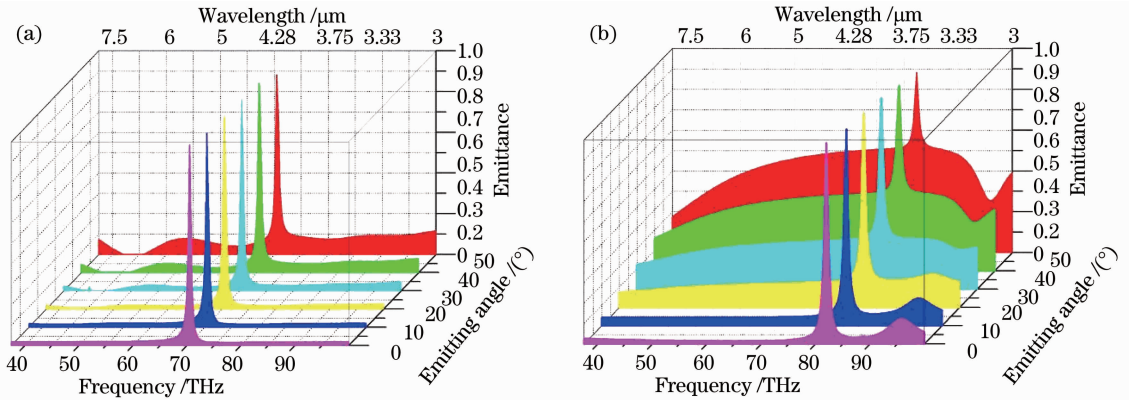 (a)
Wavelength /μm
7.5 6 5 4.28 3.75 3.33 3
1.0
0.9
0.8
0.7
0.6
0.5
0.4
0.3
0.2
0
Emittance
50
40
30
20
10
0
Emitting angle /(°)
40 50 60 70 80 90
Frequency /THz
(b)
Wavelength /μm
7.5 6 5 4.28 3.75 3.33 3
1.0
0.9
0.8
0.7
0.6
0.5
0.4
0.3
0.2
0
Emittance
50
40
30
20
10
0
Emitting angle /(°)
40 50 60 70 80 90
Frequency /THz